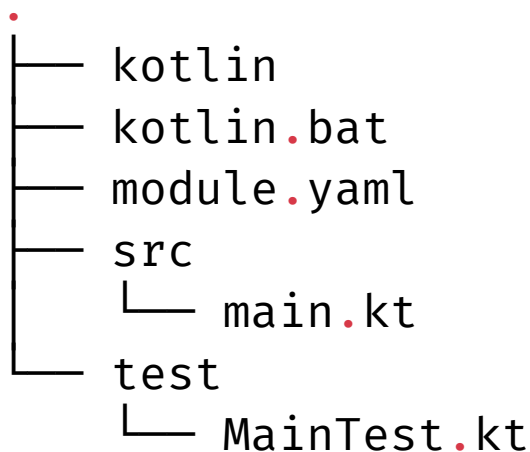 .
├── kotlin
├── kotlin.bat
├── module.yaml
├── src
│   └── main.kt
└── test
    └── MainTest.kt